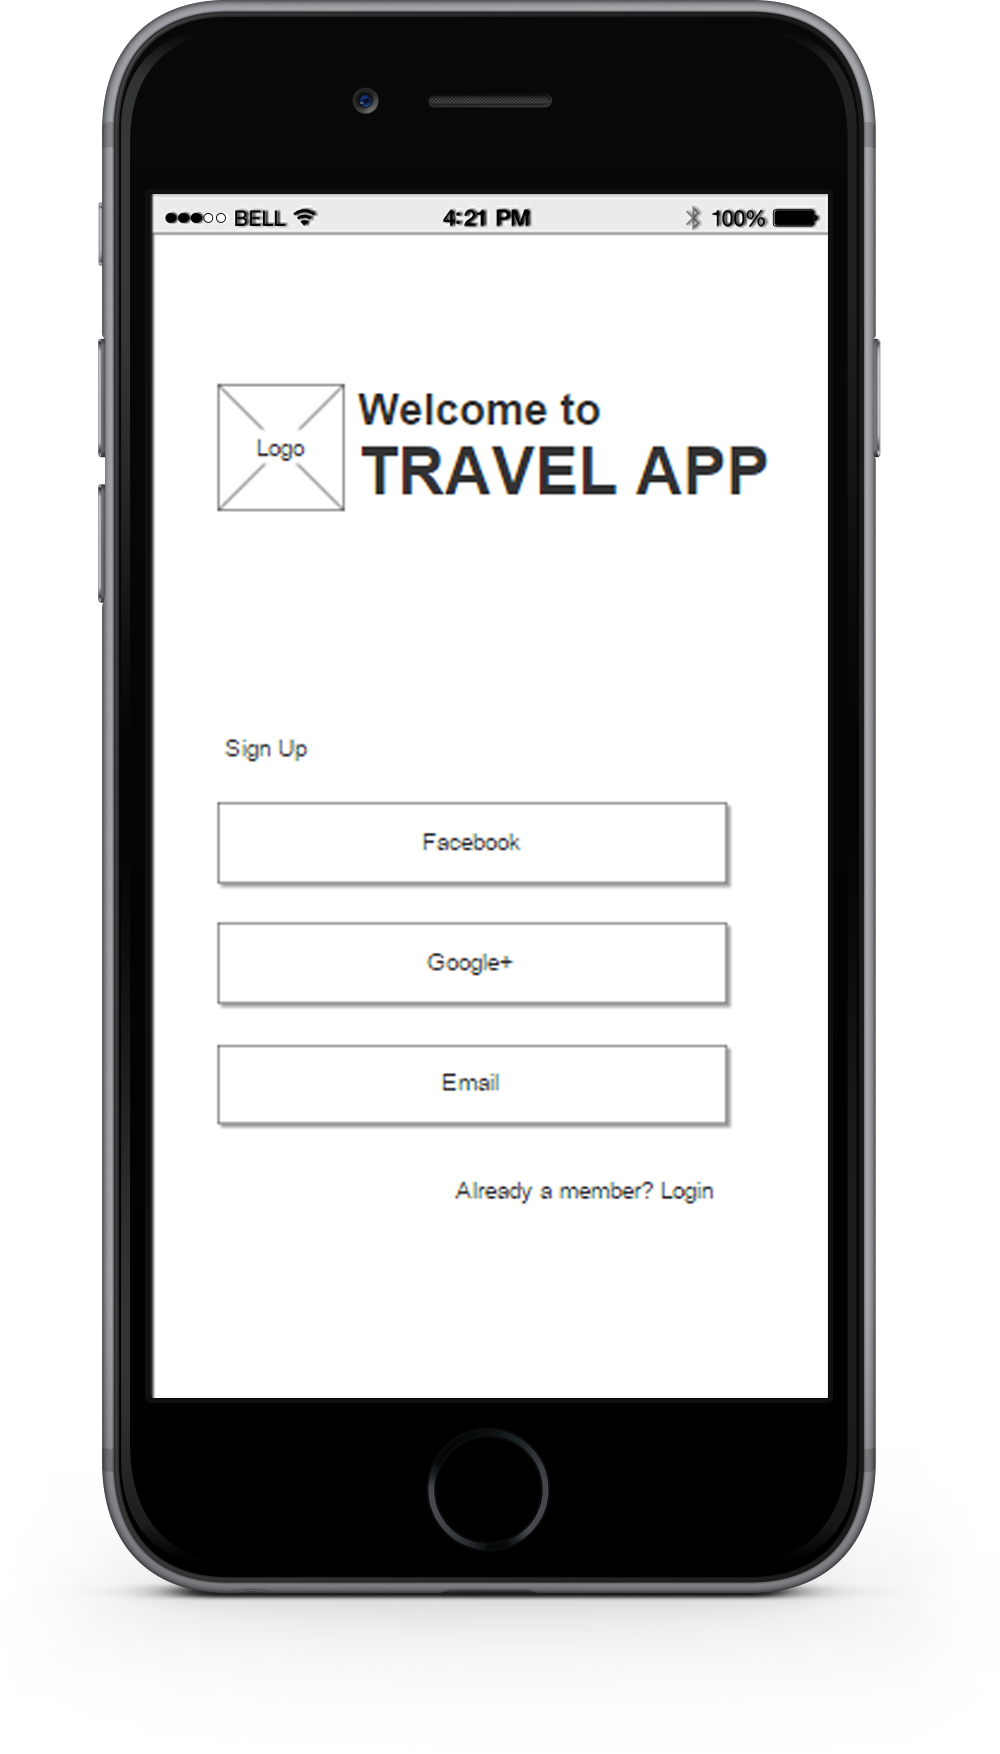 BELL 4:21 PM 100%
Logo
Welcome to
TRAVEL APP
Sign Up
Facebook
Google+
Email
Already a member? Login